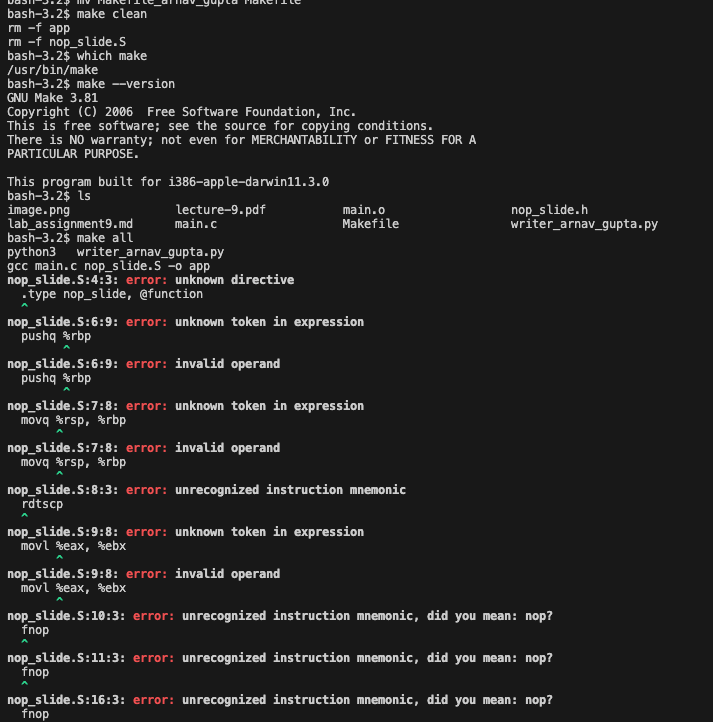 bash-3.2$ mv Makefile_arnav_gupta Makefile
bash-3.2$ make clean
rm -f app
rm -f nop_slide.S
bash-3.2$ which make
/usr/bin/make
bash-3.2$ make --version
GNU Make 3.81
Copyright (C) 2006  Free Software Foundation, Inc.
This is free software; see the source for copying conditions.
There is NO warranty; not even for MERCHANTABILITY or FITNESS FOR A
PARTICULAR PURPOSE.

This program built for i386-apple-darwin11.3.0
bash-3.2$ ls
image.png               lecture-9.pdf           main.o                  nop_slide.h
lab_assignment9.md      main.c                  Makefile                writer_arnav_gupta.py
bash-3.2$ make all
python3   writer_arnav_gupta.py
gcc main.c nop_slide.S -o app
nop_slide.S:4:3: error: unknown directive
  .type nop_slide, @function
  ^
nop_slide.S:6:9: error: unknown token in expression
  pushq %rbp
        ^
nop_slide.S:6:9: error: invalid operand
  pushq %rbp
        ^
nop_slide.S:7:8: error: unknown token in expression
  movq %rsp, %rbp
       ^
nop_slide.S:7:8: error: invalid operand
  movq %rsp, %rbp
       ^
nop_slide.S:8:3: error: unrecognized instruction mnemonic
  rdtscp
  ^
nop_slide.S:9:8: error: unknown token in expression
  movl %eax, %ebx
       ^
nop_slide.S:9:8: error: invalid operand
  movl %eax, %ebx
       ^
nop_slide.S:10:3: error: unrecognized instruction mnemonic, did you mean: nop?
  fnop
  ^
nop_slide.S:11:3: error: unrecognized instruction mnemonic, did you mean: nop?
  fnop
  ^
nop_slide.S:16:3: error: unrecognized instruction mnemonic, did you mean: nop?
  fnop